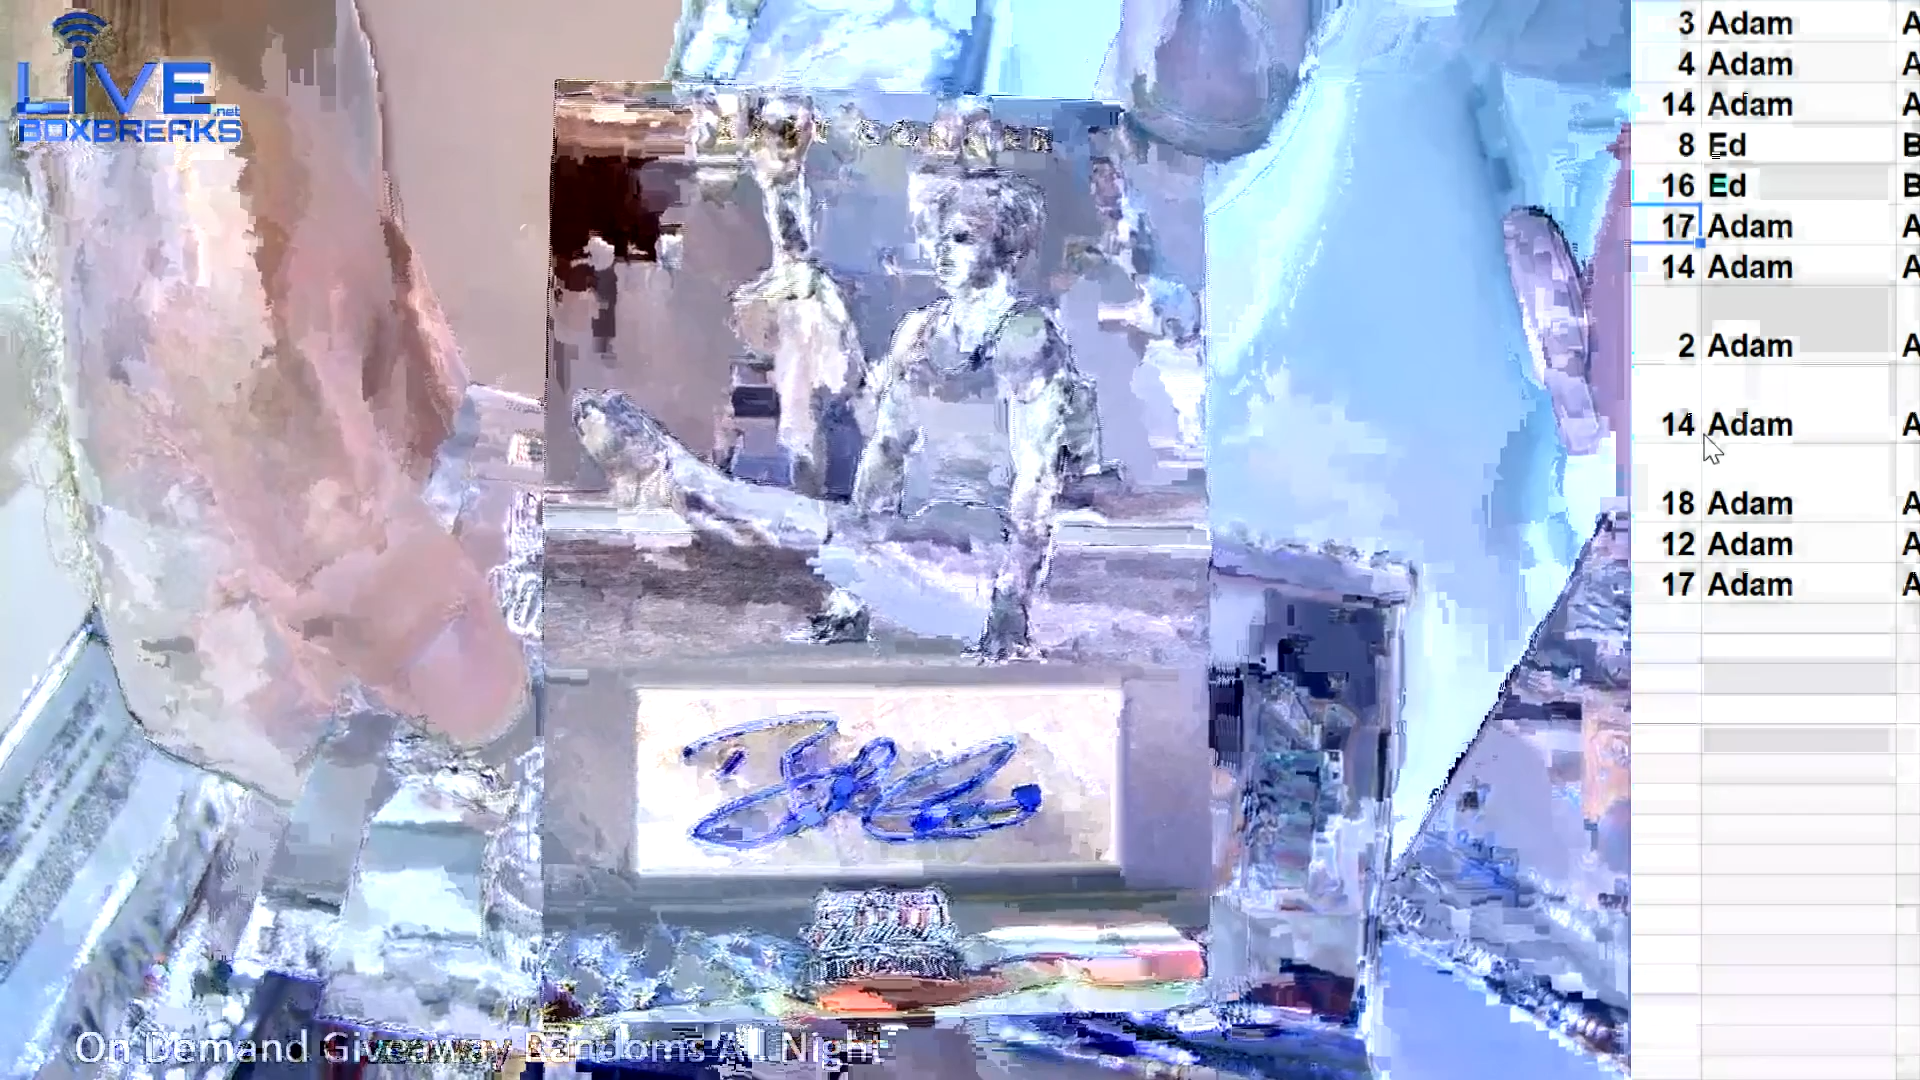 LiVE
.net
BOXBREAKS
3 Adam A
4 Adam A
14 Adam A
8 Ed B
16 Ed B
17 Adam A
14 Adam A
2 Adam A
14 Adam A
18 Adam A
12 Adam A
17 Adam A
On Demand Giveaway Randoms All Night